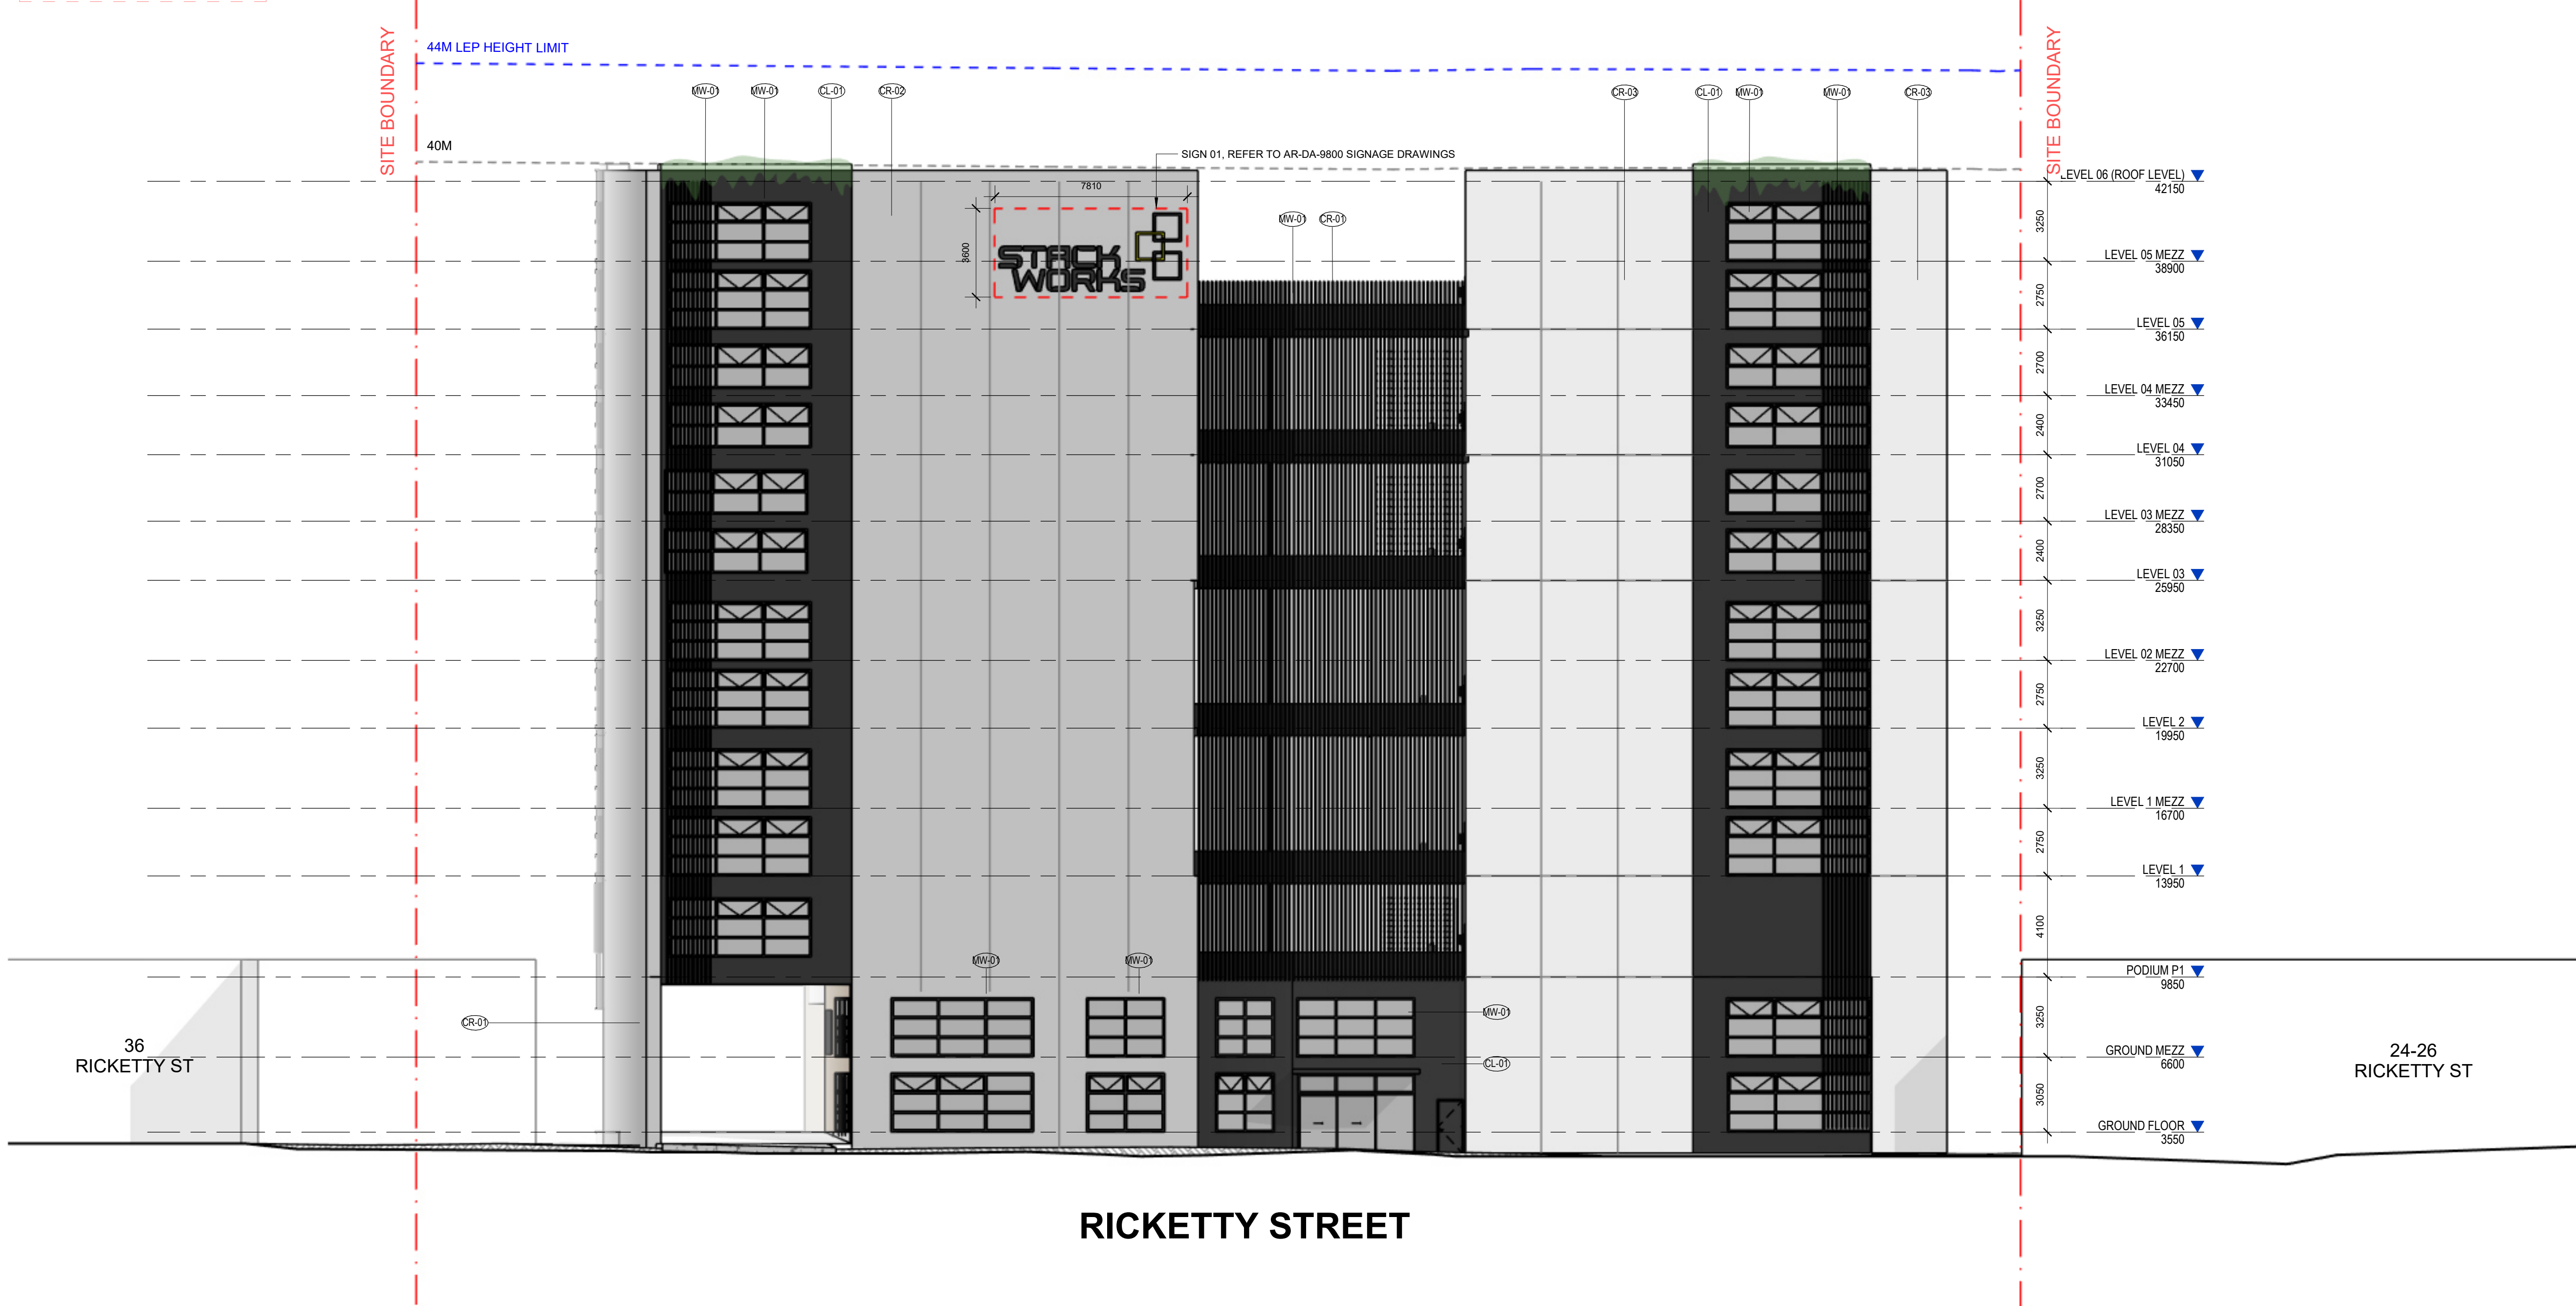 SITE BOUNDARY
44M LEP HEIGHT LIMIT
SITE BOUNDARY
MW-01
MW-01
CL-01
CR-02
CR-03
CL-01
MW-01
MW-01
CR-03
40M
SIGN 01, REFER TO AR-DA-9800 SIGNAGE DRAWINGS
7810
3600
STACK
WORKS
MW-01
CR-01
LEVEL 06 (ROOF LEVEL)
42150
3250
LEVEL 05 MEZZ
38900
2750
LEVEL 05
36150
2700
LEVEL 04 MEZZ
33450
2400
LEVEL 04
31050
2700
LEVEL 03 MEZZ
28350
2400
LEVEL 03
25950
3250
LEVEL 02 MEZZ
22700
2750
LEVEL 2
19950
3250
LEVEL 1 MEZZ
16700
2750
LEVEL 1
13950
4100
MW-01
MW-01
PODIUM P1
9850
CR-01
MW-01
3250
36
RICKETTY ST
CL-01
GROUND MEZZ
6600
24-26
RICKETTY ST
3050
GROUND FLOOR
3550
RICKETTY STREET